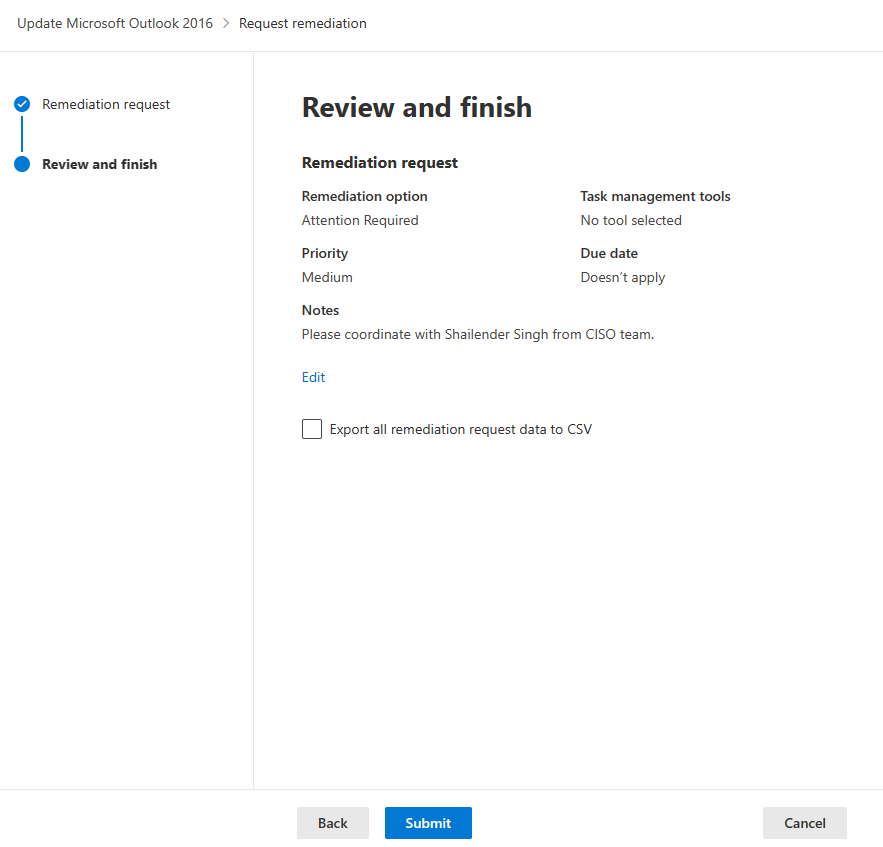 Update Microsoft Outlook 2016 > Request remediation
Remediation request
Review and finish
Review and finish
Remediation request
Remediation option
Attention Required
Task management tools
No tool selected
Priority
Medium
Due date
Doesn't apply
Notes
Please coordinate with Shailender Singh from CISO team.
Edit
Export all remediation request data to CSV
Back
Submit
Cancel